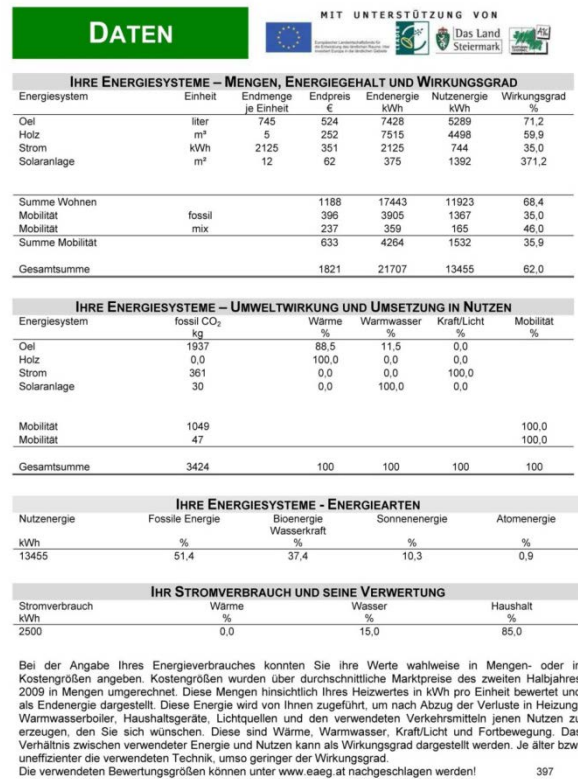 DATEN
MIT UNTERSTÜTZUNG VON
Das Land
Steiermark
IHRE ENERGIESYSTEME – MENGEN, ENERGIEGEHALT UND WIRKUNGSGRAD
Energiesystem Einheit Endmenge Endpreis Endenergie Nutzenergie Wirkungsgrad
je Einheit € kWh kWh %
Oel liter 745 524 7428 5289 71,2
Holz m³ 5 252 7515 4498 59,9
Strom kWh 2125 351 2125 744 35,0
Solaranlage m² 12 62 375 1392 371,2
Summe Wohnen 1188 17443 11923 68,4
Mobilität fossil 396 3905 1367 35,0
Mobilität mix 237 359 165 46,0
Summe Mobilität 633 4264 1532 35,9
Gesamtsumme 1821 21707 13455 62,0
IHRE ENERGIESYSTEME – UMWELTWIRKUNG UND UMSETZUNG IN NUTZEN
Energiesystem fossil CO₂ Wärme Warmwasser Kraft/Licht Mobilität
kg % % % %
Oel 1937 88,5 11,5 0,0
Holz 0,0 100,0 0,0 0,0
Strom 361 0,0 0,0 100,0
Solaranlage 30 0,0 100,0 0,0
Mobilität 1049 100,0
Mobilität 47 100,0
Gesamtsumme 3424 100 100 100 100
IHRE ENERGIESYSTEME - ENERGIEARTEN
Nutzenergie Fossile Energie Bioenergie Sonnenenergie Atomenergie
Wasserkraft
kWh % % % %
13455 51,4 37,4 10,3 0,9
IHR STROMVERBRAUCH UND SEINE VERWERTUNG
Stromverbrauch Wärme Wasser Haushalt
kWh % % %
2500 0,0 15,0 85,0
Bei der Angabe Ihres Energieverbrauches konnten Sie ihre Werte wahlweise in Mengen- oder in
Kostengrößen angeben. Kostengrößen wurden über durchschnittliche Marktpreise des zweiten Halbjahres
2009 in Mengen umgerechnet. Diese Mengen hinsichtlich Ihres Heizwertes in kWh pro Einheit bewertet und
als Endenergie dargestellt. Diese Energie wird von Ihnen zugeführt, um nach Abzug der Verluste in Heizung,
Warmwasserboiler, Haushaltsgeräte, Lichtquellen und den verwendeten Verkehrsmitteln jenen Nutzen zu
erzeugen, den Sie sich wünschen. Diese sind Wärme, Warmwasser, Kraft/Licht und Fortbewegung. Das
Verhältnis zwischen verwendeter Energie und Nutzen kann als Wirkungsgrad dargestellt werden. Je älter bzw.
uneffizienter die verwendeten Technik, umso geringer der Wirkungsgrad.
Die verwendeten Bewertungsgrößen können unter www.eaeg.at nachgeschlagen werden! 397